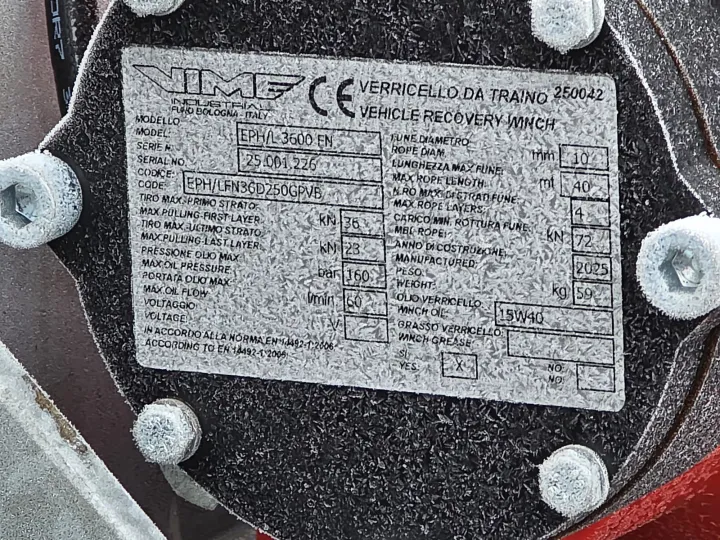 VIME
INDUSTRIAL
FUNO BOLOGNA - ITALY
CE
VERRICELLO DA TRAINO 250042
VEHICLE RECOVERY WINCH
MODELLO:
MODEL: EPH/L 3600 EN
SERIE N.
SERIAL NO. 25.001.226
CODICE:
CODE: EPH/LFN36D250GPVB
TIRO MAX. PRIMO STRATO:
MAX.PULLING-FIRST LAYER: kN 36
TIRO MAX. ULTIMO STRATO:
MAX.PULLING-LAST LAYER: kN 23
PRESSIONE OLIO MAX
MAX.OIL PRESSURE: bar 160
PORTATA OLIO MAX:
MAX.OIL FLOW l/min 60
VOLTAGGIO:
VOLTAGE: V
IN ACCORDO ALLA NORMA EN 14492-1:2006
ACCORDING TO EN 14492-1:2006
FUNE DIAMETRO:
ROPE DIAM. mm 10
LUNGHEZZA MAX FUNE:
MAX ROPE LENGTH: mt 40
N.RO MAX. DI STRATI FUNE:
MAX ROPE LAYERS: 4
CARICO MIN. ROTTURA FUNE:
MBL ROPE: kN 72
ANNO DI COSTRUZIONE:
MANUFACTURED: 2025
PESO:
WEIGHT: kg 59
OLIO VERRICELLO:
WINCH OIL: 15W40
GRASSO VERRICELLO:
WINCH GREASE:
SI:
YES: X
NO:
NO: